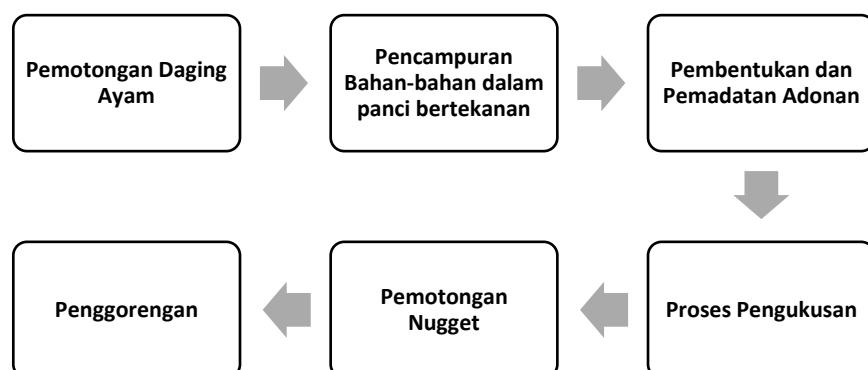 Pemotongan Daging
Ayam
Pencampuran
Bahan-bahan dalam
panci bertekanan
Pembentukan dan
Pemadatan Adonan
Proses Pengukusan
Pemotongan
Nugget
Penggorengan